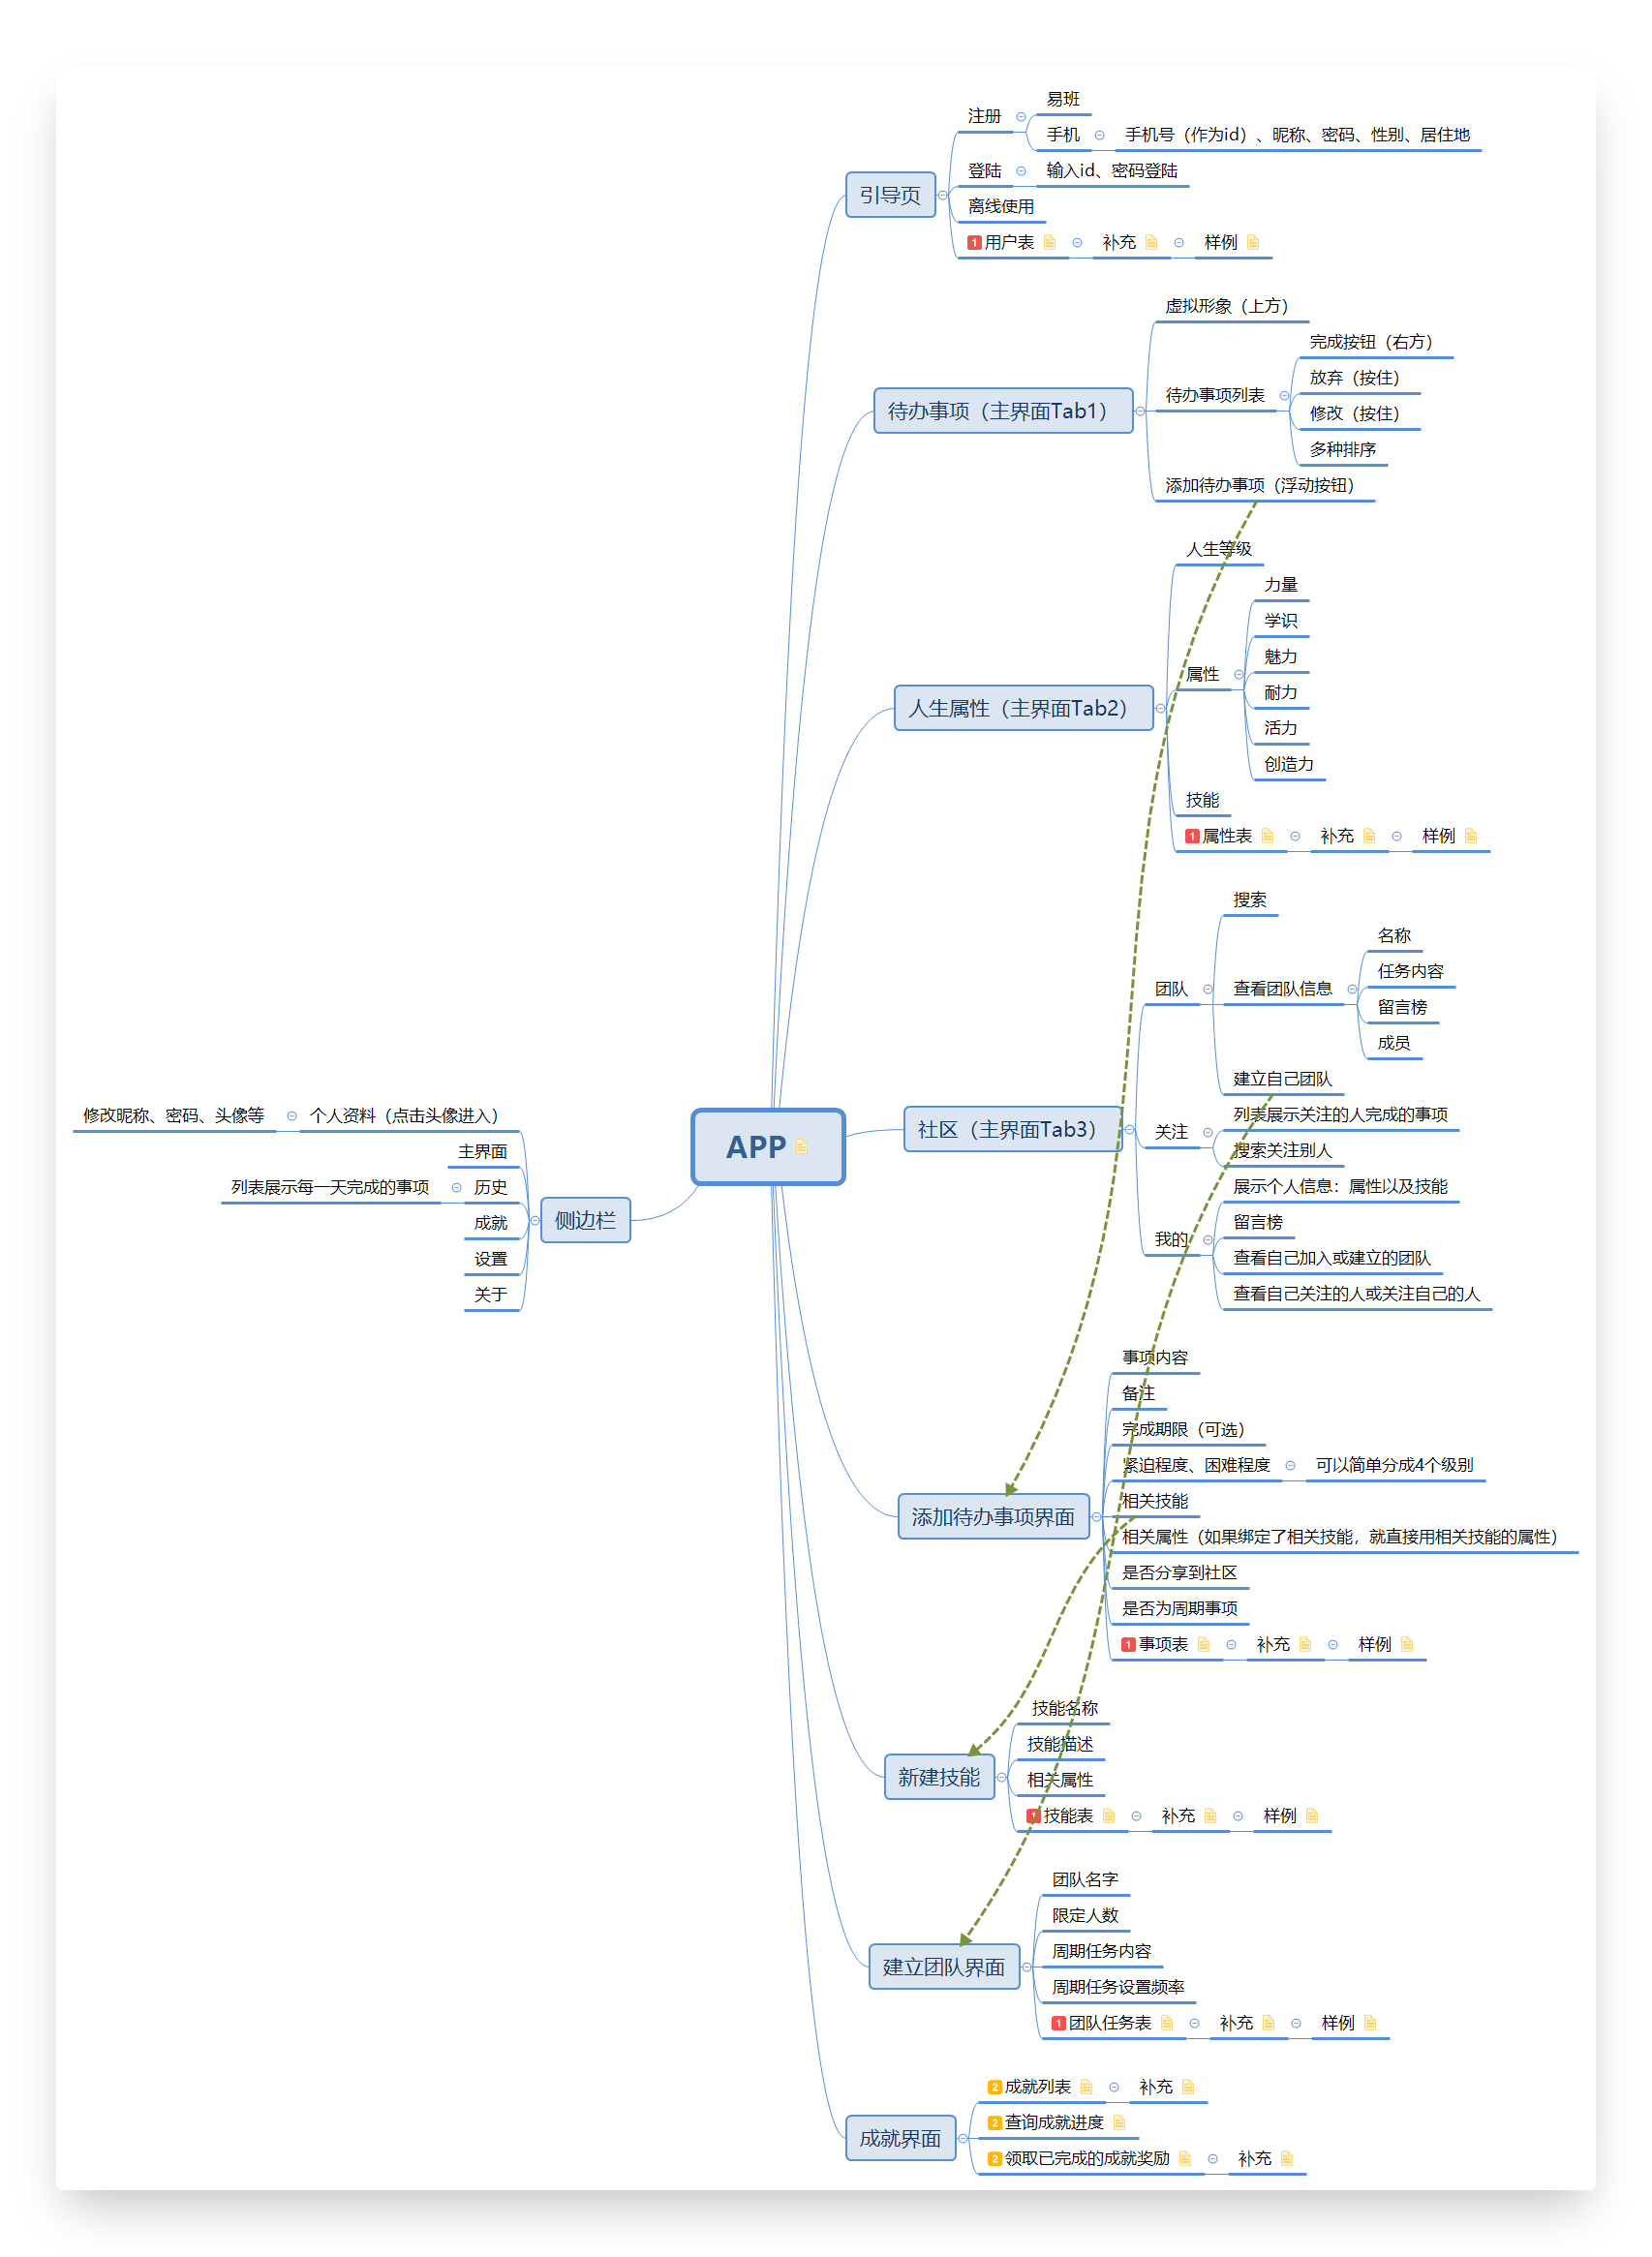 APP
引导页
注册
易班
手机
手机号（作为id）、昵称、密码、性别、居住地
登陆
输入id、密码登陆
离线使用
1 用户表 补充 样例
待办事项（主界面Tab1）
虚拟形象（上方）
待办事项列表
完成按钮（右方）
放弃（按住）
修改（按住）
多种排序
添加待办事项（浮动按钮）
人生属性（主界面Tab2）
人生等级
属性
力量
学识
魅力
耐力
活力
创造力
技能
1 属性表 补充 样例
社区（主界面Tab3）
团队
搜索
查看团队信息
名称
任务内容
留言榜
成员
建立自己团队
关注
列表展示关注的人完成的事项
搜索关注别人
我的
展示个人信息：属性以及技能
留言榜
查看自己加入或建立的团队
查看自己关注的人或关注自己的人
添加待办事项界面
事项内容
备注
完成期限（可选）
紧迫程度、困难程度 可以简单分成4个级别
相关技能
相关属性（如果绑定了相关技能，就直接用相关技能的属性）
是否分享到社区
是否为周期事项
1 事项表 补充 样例
新建技能
技能名称
技能描述
相关属性
1 技能表 补充 样例
建立团队界面
团队名字
限定人数
周期任务内容
周期任务设置频率
1 团队任务表 补充 样例
成就界面
2 成就列表 补充
2 查询成就进度
2 领取已完成的成就奖励 补充
侧边栏
个人资料（点击头像进入）
修改昵称、密码、头像等
主界面
历史
列表展示每一天完成的事项
成就
设置
关于